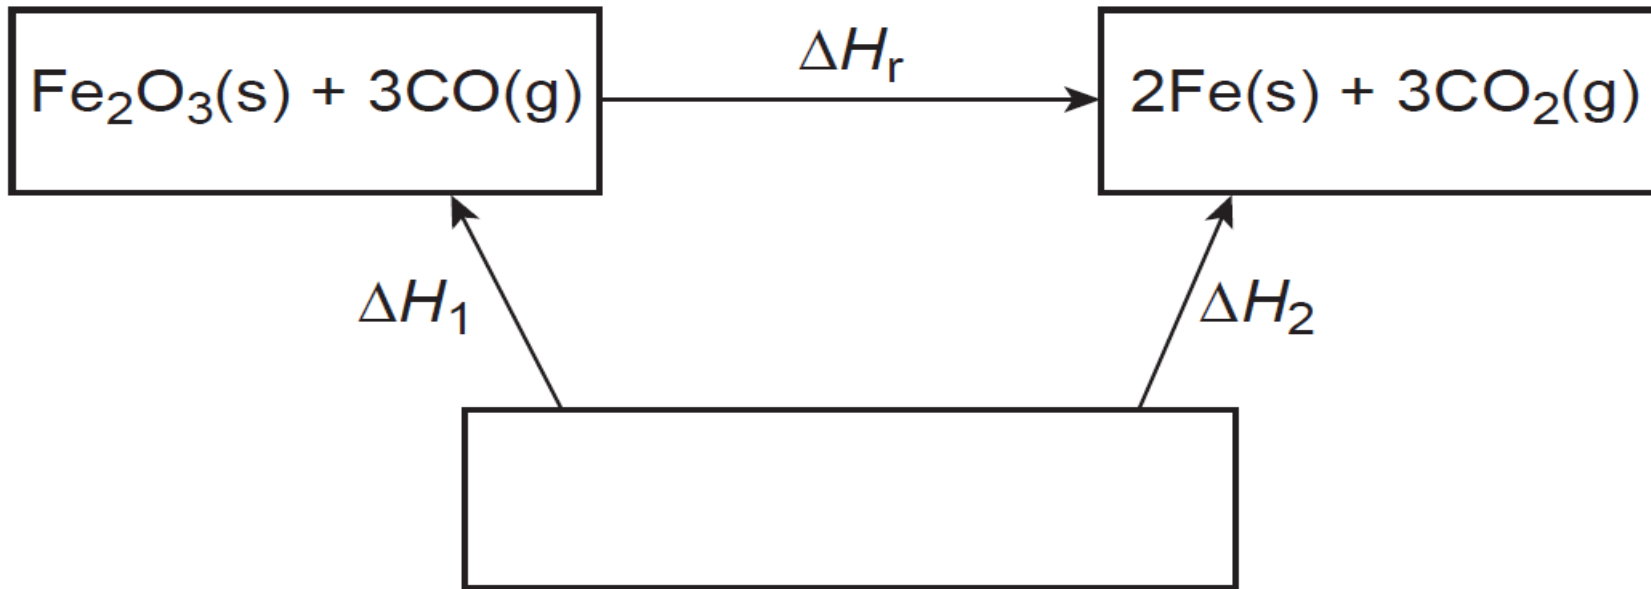 ΔHr
Fe₂O₃(s) + 3CO(g)
2Fe(s) + 3CO₂(g)
ΔH₁
ΔH₂